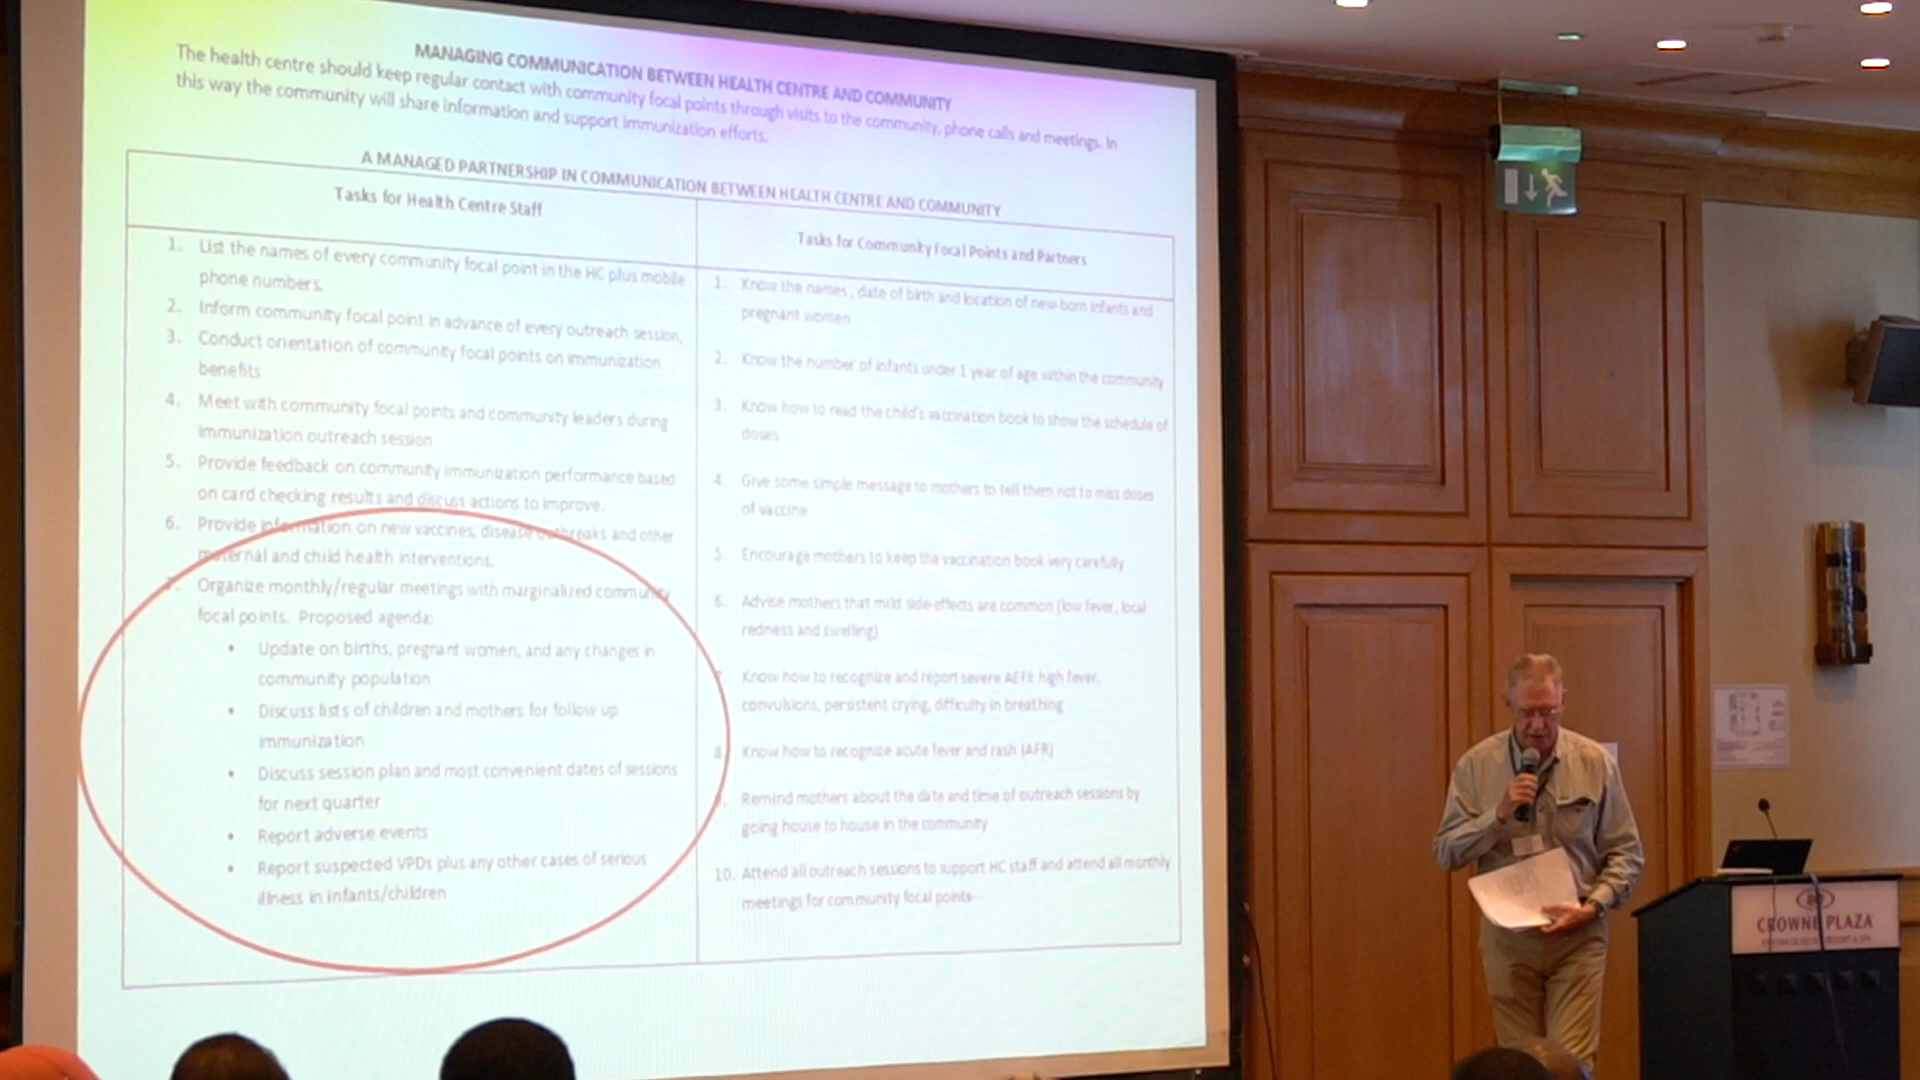 MANAGING COMMUNICATION BETWEEN HEALTH CENTRE AND COMMUNITY
The health centre should keep regular contact with community focal points through visits to the community, phone calls and meetings. In
this way the community will share information and support immunization efforts.
A MANAGED PARTNERSHIP IN COMMUNICATION BETWEEN HEALTH CENTRE AND COMMUNITY
Tasks for Health Centre Staff
1. List the names of every community focal point in the HC plus mobile
phone numbers.
2. Inform community focal point in advance of every outreach session,
3. Conduct orientation of community focal points on immunization
benefits
4. Meet with community focal points and community leaders during
immunization outreach session
5. Provide feedback on community immunization performance based
on card checking results and discuss actions to improve.
6. Provide information on new vaccines, disease outbreaks and other
maternal and child health interventions.
7. Organize monthly/regular meetings with marginalized community
focal points. Proposed agenda:
• Update on births, pregnant women, and any changes in
community population
• Discuss lists of children and mothers for follow up
immunization
• Discuss session plan and most convenient dates of sessions
for next quarter
• Report adverse events
• Report suspected VPDs plus any other cases of serious
illness in infants/children
Tasks for Community Focal Points and Partners
1. Know the names, date of birth and location of new-born infants and
pregnant women
2. Know the number of infants under 1 year of age within the community
3. Know how to read the child's vaccination book to show the schedule of
doses
4. Give some simple message to mothers to tell them not to miss doses
of vaccine
5. Encourage mothers to keep the vaccination book very carefully
6. Advise mothers that mild side-effects are common (low fever, local
redness and swelling)
7. Know how to recognize and report severe AEFI: high fever,
convulsions, persistent crying, difficulty in breathing
8. Know how to recognize acute fever and rash (AFR)
9. Remind mothers about the date and time of outreach sessions by
going house to house in the community
10. Attend all outreach sessions to support HC staff and attend all monthly
meetings for community focal points
CROWNE PLAZA
RESORT & SPA